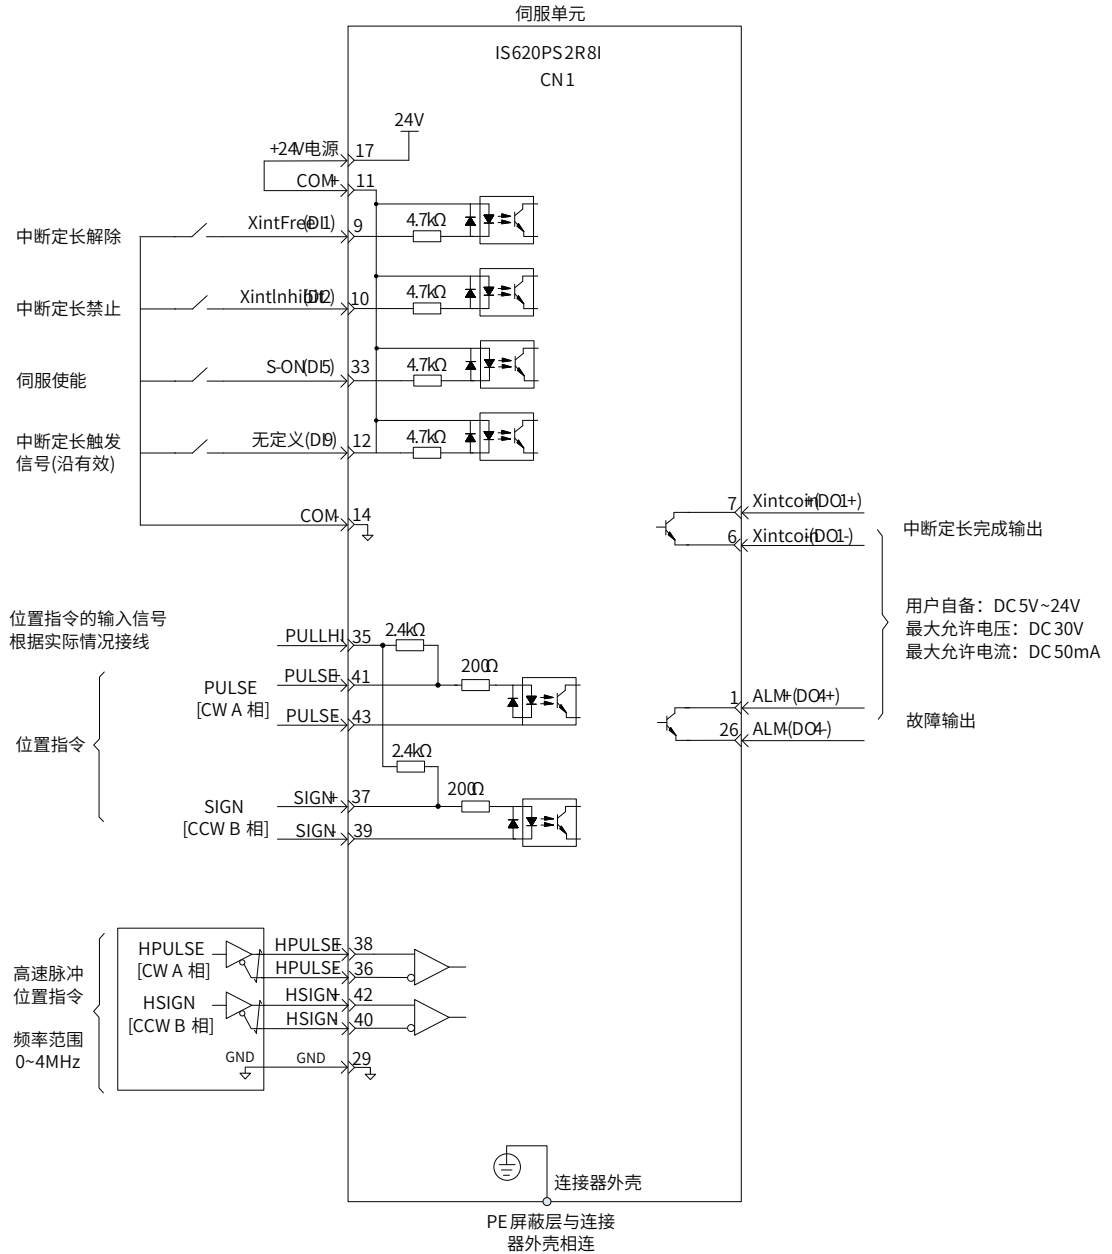 伺服单元
IS620PS2R8I
CN1
24V
+24V电源
17
COM+
11
中断定长解除
XintFree(DI1)
9
4.7kΩ
中断定长禁止
XintInhibit(DI2)
10
4.7kΩ
伺服使能
S-ON(DI5)
33
4.7kΩ
中断定长触发
信号(沿有效)
无定义(DI9)
12
4.7kΩ
COM-
14
7
Xintcoin+(DO1+)
6
Xintcoin-(DO1-)
中断定长完成输出
用户自备：DC5V~24V
最大允许电压：DC30V
最大允许电流：DC50mA
1
ALM+(DO4+)
26
ALM-(DO4-)
故障输出
位置指令的输入信号
根据实际情况接线
位置指令
PULLHI
35
2.4kΩ
PULSE
[CW A 相]
PULSE+
41
200Ω
PULSE-
43
2.4kΩ
SIGN
[CCW B 相]
SIGN+
37
200Ω
SIGN-
39
高速脉冲
位置指令
频率范围
0~4MHz
HPULSE
[CW A 相]
HPULSE+
38
HPULSE-
36
HSIGN
[CCW B 相]
HSIGN+
42
HSIGN-
40
GND
GND
29
连接器外壳
PE屏蔽层与连接
器外壳相连